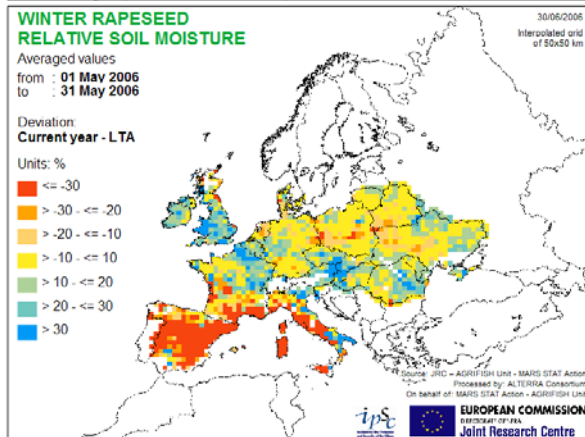 WINTER RAPESEED
RELATIVE SOIL MOISTURE
30/06/2006
Interpolated grid
of 50x50 km
Averaged values
from : 01 May 2006
to : 31 May 2006
Deviation:
Current year - LTA
Units: %
<= -30
> -30 - <= -20
> -20 - <= -10
> -10 - <= 10
> 10 - <= 20
> 20 - <= 30
> 30
Source: JRC - AGRIFISH Unit - MARS STAT Action
Processed by: ALTERRA Consortium
On behalf of: MARS STAT Action - AGRIFISH Unit
ipsc
EUROPEAN COMMISSION
Joint Research Centre